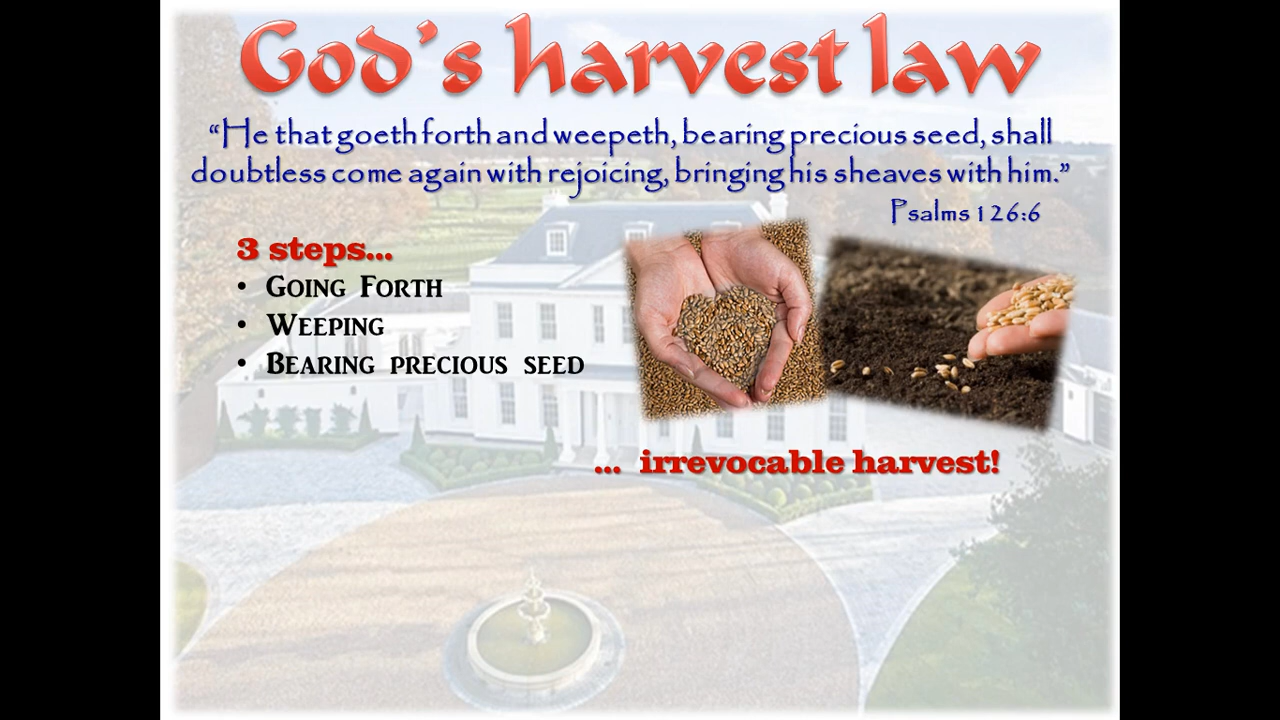 God's harvest law
“He that goeth forth and weepeth, bearing precious seed, shall
doubtless come again with rejoicing, bringing his sheaves with him.”
Psalms 126:6
3 steps...
• Going Forth
• Weeping
• Bearing precious seed
... irrevocable harvest!